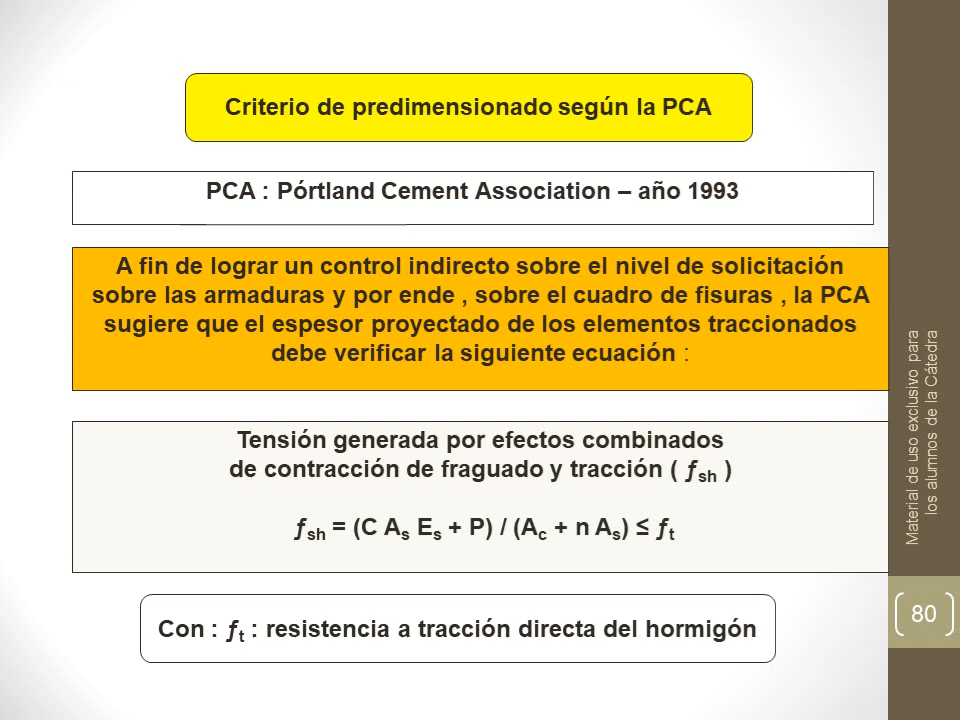 Criterio de predimensionado según la PCA
PCA : Pórtland Cement Association – año 1993
A fin de lograr un control indirecto sobre el nivel de solicitación
sobre las armaduras y por ende , sobre el cuadro de fisuras , la PCA
sugiere que el espesor proyectado de los elementos traccionados
debe verificar la siguiente ecuación :
Tensión generada por efectos combinados
de contracción de fraguado y tracción ( ƒsh )
ƒsh = (C As Es + P) / (Ac + n As) ≤ ƒt
Con : ƒt : resistencia a tracción directa del hormigón
Material de uso exclusivo para
los alumnos de la Cátedra
80